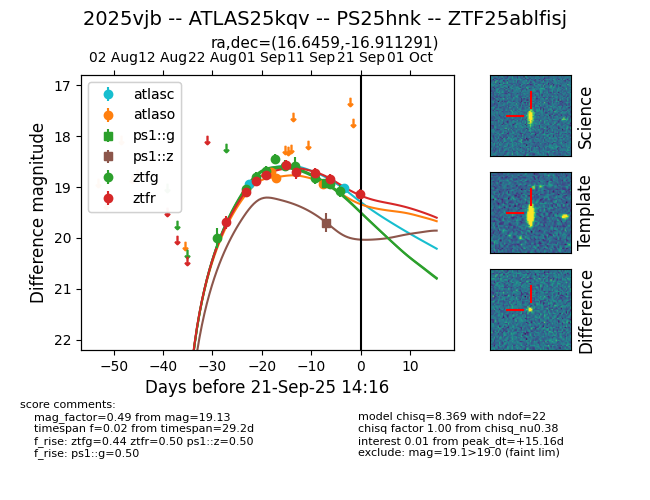 2025vjb -- ATLAS25kqv -- PS25hnk -- ZTF25ablfisj
ra,dec=(16.6459,-16.911291)
02 Aug 12 Aug 22 Aug 01 Sep 11 Sep 21 Sep 01 Oct
17
18
19
20
21
22
Difference magnitude
atlasc
atlaso
ps1::g
ps1::z
ztfg
ztfr
−50 −40 −30 −20 −10 0 10
Days before 21-Sep-25 14:16
Science
Template
Difference
score comments:
mag_factor=0.49 from mag=19.13
timespan f=0.02 from timespan=29.2d
f_rise: ztfg=0.44 ztfr=0.50 ps1::z=0.50
f_rise: ps1::g=0.50
model chisq=8.369 with ndof=22
chisq factor 1.00 from chisq_nu0.38
interest 0.01 from peak_dt=+15.16d
exclude: mag=19.1>19.0 (faint lim)